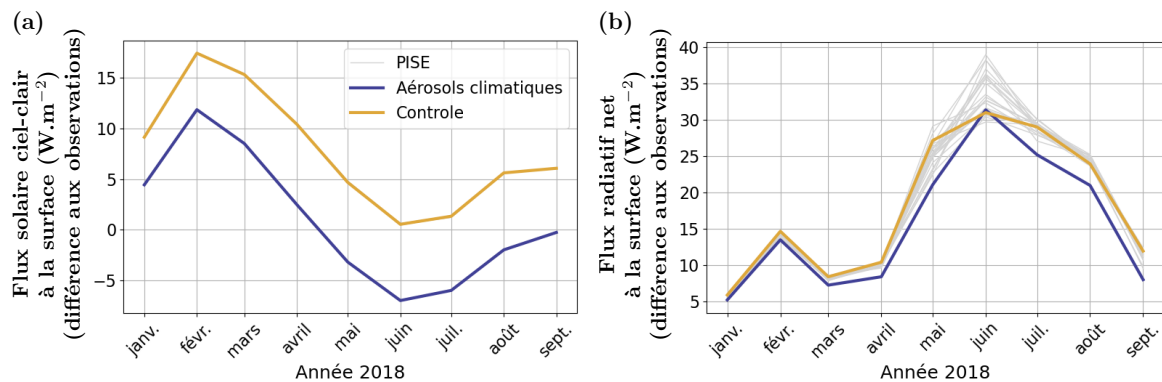 (a)
Flux solaire ciel-clair
à la surface (W.m−2)
(différence aux observations)
15
10
5
0
−5
PISE
Aérosols climatiques
Controle
janv.
févr.
mars
avril
mai
juin
juil.
août
sept.
Année 2018
(b)
Flux radiatif net
à la surface (W.m−2)
(différence aux observations)
40
35
30
25
20
15
10
5
janv.
févr.
mars
avril
mai
juin
juil.
août
sept.
Année 2018